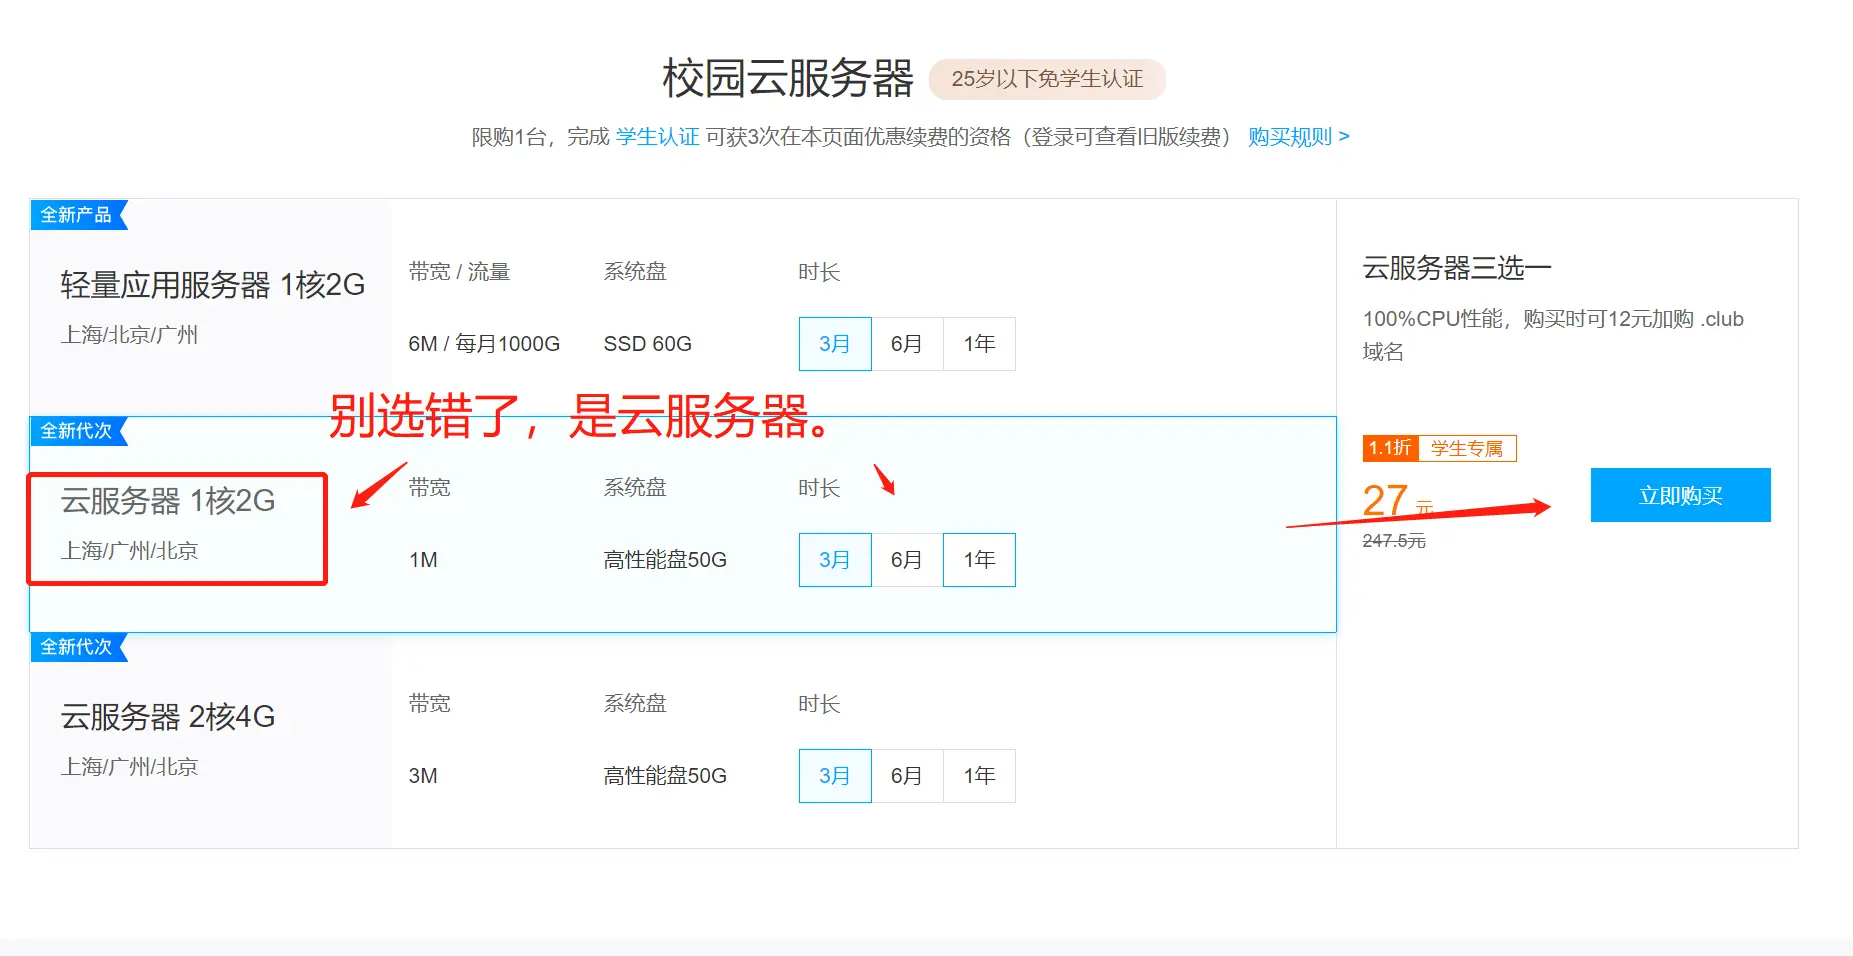 校园云服务器 25岁以下免学生认证
限购1台，完成 学生认证 可获3次在本页面优惠续费的资格（登录可查看旧版续费） 购买规则 >
全新产品
轻量应用服务器 1核2G
上海/北京/广州
带宽 / 流量 系统盘 时长
6M / 每月1000G SSD 60G 3月 6月 1年
别选错了，是云服务器。
全新代次
云服务器 1核2G
上海/广州/北京
带宽 系统盘 时长
1M 高性能盘50G 3月 6月 1年
全新代次
云服务器 2核4G
上海/广州/北京
带宽 系统盘 时长
3M 高性能盘50G 3月 6月 1年
云服务器三选一
100%CPU性能，购买时可12元加购 .club
域名
1.1折 学生专属
27 元
247.5元
立即购买